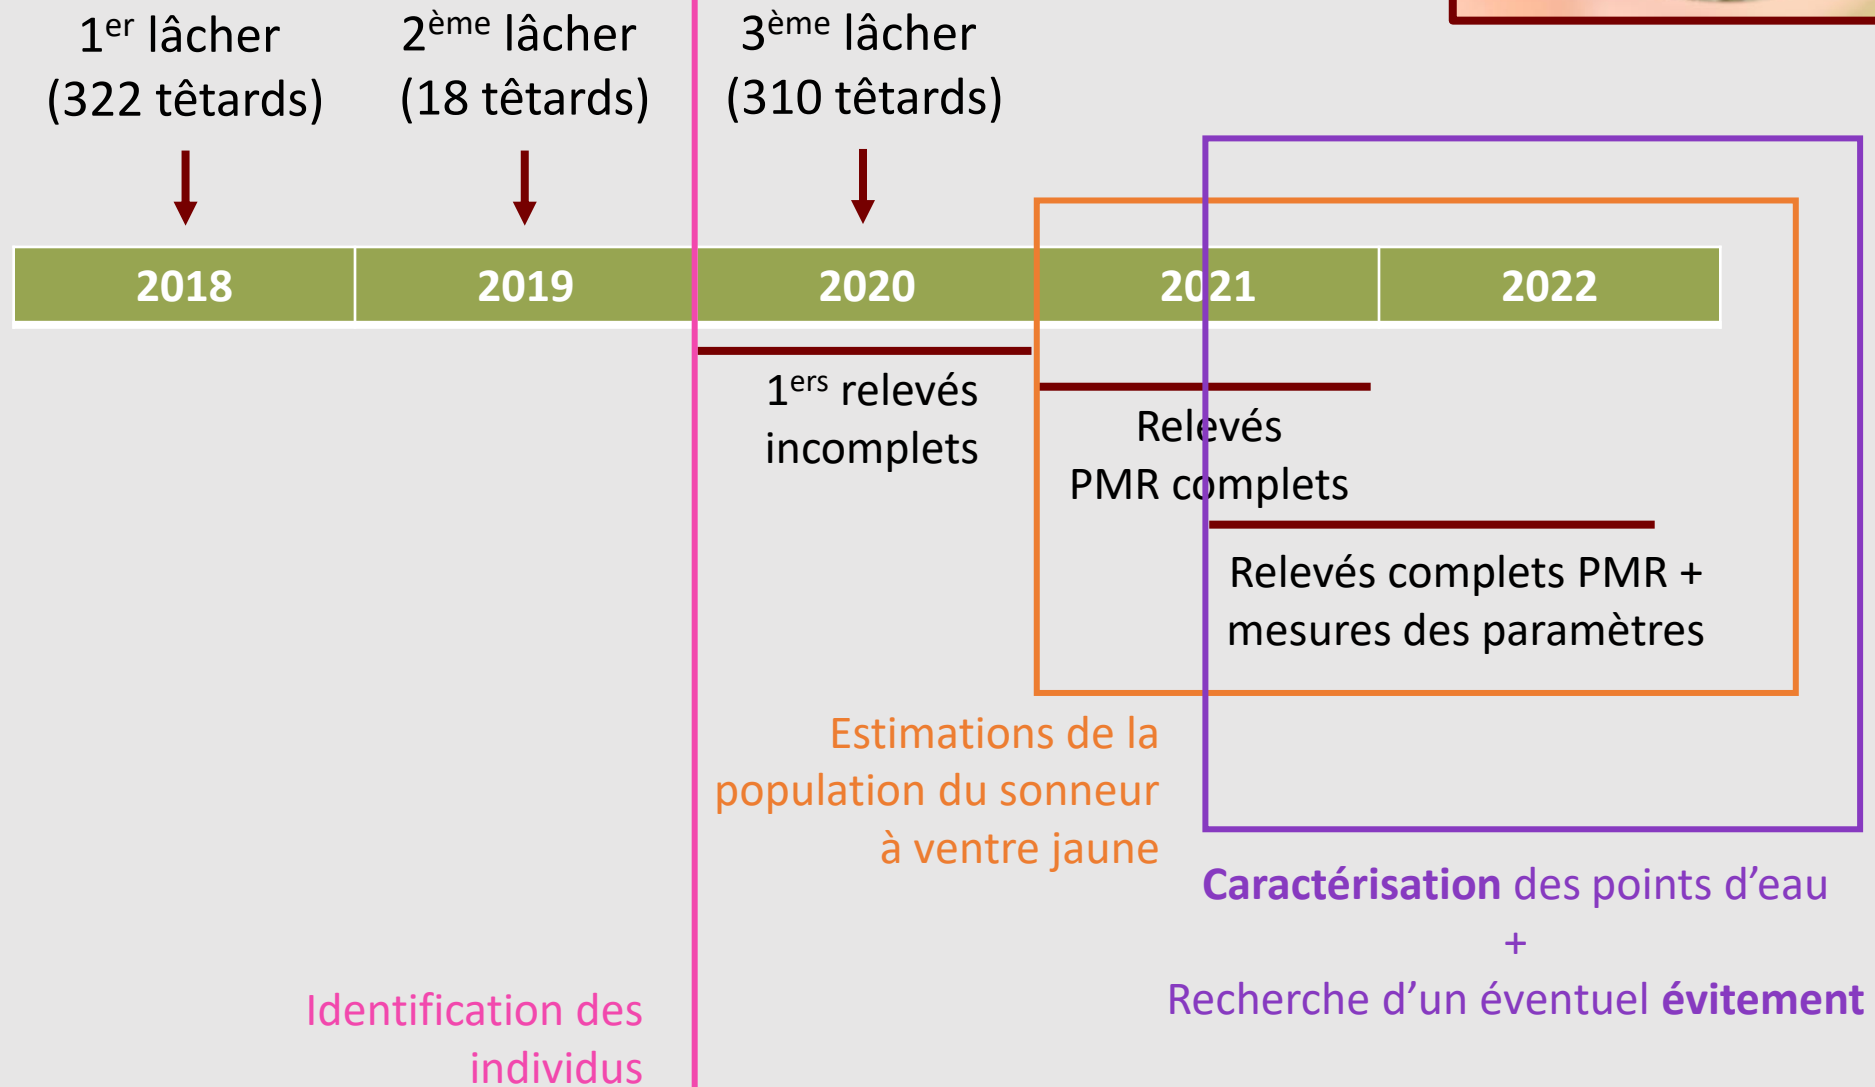 1er lâcher
(322 têtards)
2ème lâcher
(18 têtards)
3ème lâcher
(310 têtards)
2018
2019
2020
2021
2022
1ers relevés
incomplets
Relevés
PMR complets
Relevés complets PMR +
mesures des paramètres
Estimations de la
population du sonneur
à ventre jaune
Caractérisation des points d'eau
+
Recherche d'un éventuel évitement
Identification des
individus